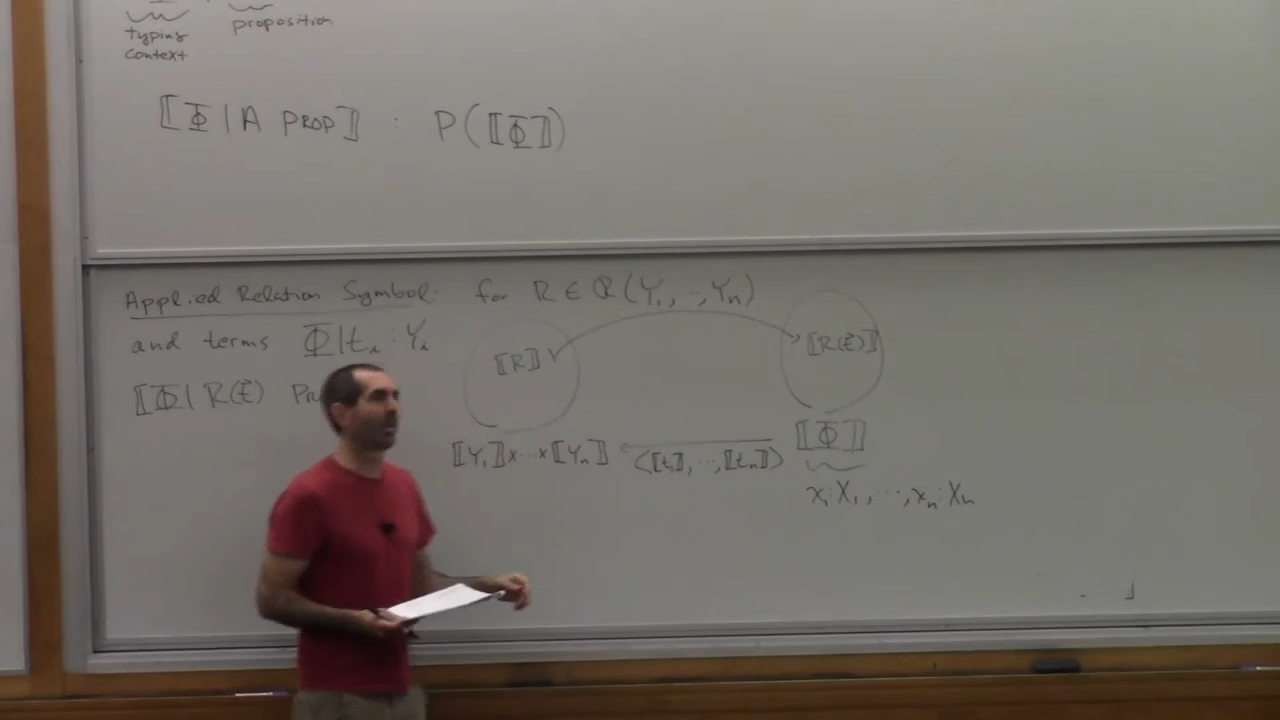 typing
context
proposition
⟦Φ | A PROP⟧ : P(⟦Φ⟧)
Applied Relation Symbol: for R ∈ R(Y₁, .., Yₙ)
and terms Φ | tᵢ : Yᵢ
⟦Φ | R(t)
⟦R⟧
⟦R(t)⟧
⟦Y₁⟧ × ... × ⟦Yₙ⟧
⟨⟦t₁⟧, .., ⟦tₙ⟧⟩
⟦Φ⟧
x₁:X₁, ..., xₙ:Xₙ